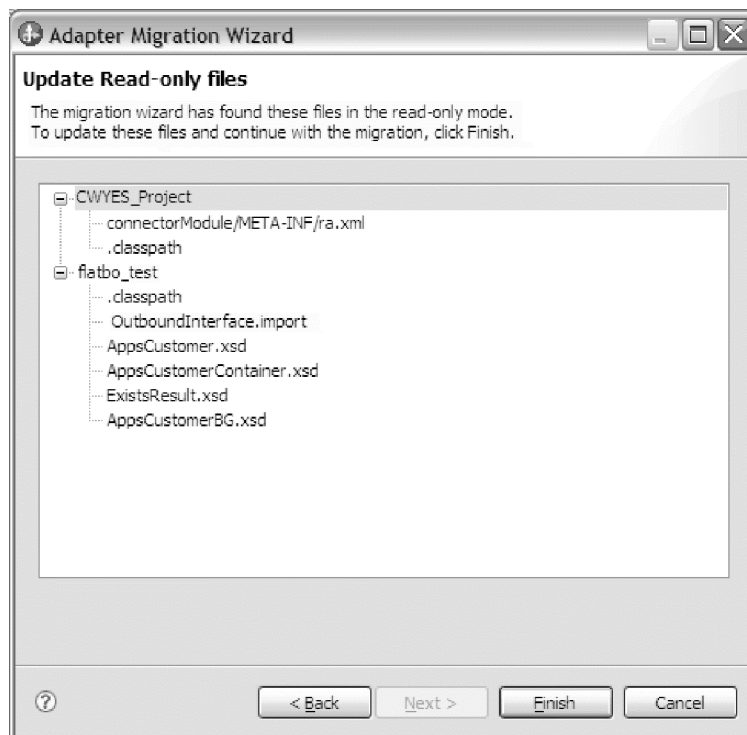 Adapter Migration Wizard
Update Read-only files
The migration wizard has found these files in the read-only mode.
To update these files and continue with the migration, click Finish.
CWYES_Project
connectorModule/META-INF/ra.xml
.classpath
flatbo_test
.classpath
OutboundInterface.import
AppsCustomer.xsd
AppsCustomerContainer.xsd
ExistsResult.xsd
AppsCustomerBG.xsd
? < Back Next > Finish Cancel